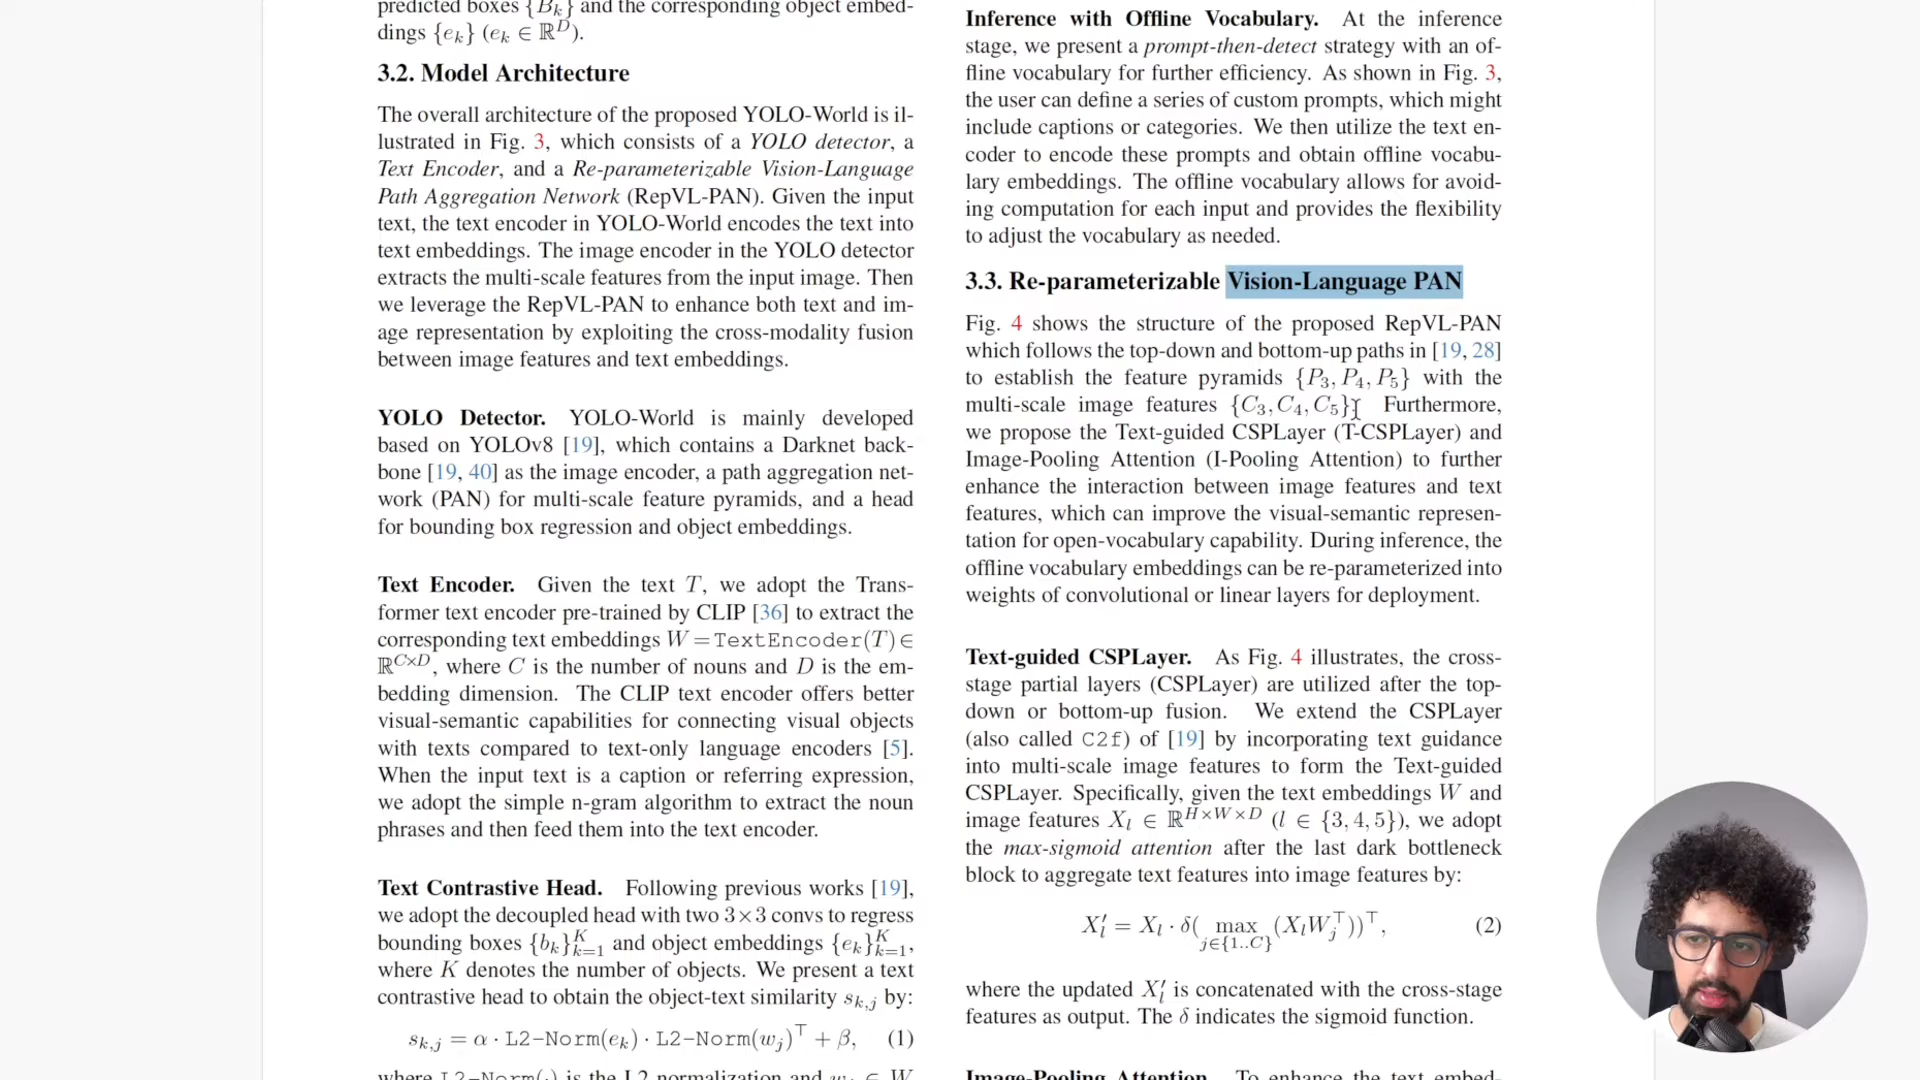 predicted boxes {B_k} and the corresponding object embed-
dings {e_k} (e_k ∈ ℝ^D).
3.2. Model Architecture
The overall architecture of the proposed YOLO-World is il-
lustrated in Fig. 3, which consists of a YOLO detector, a
Text Encoder, and a Re-parameterizable Vision-Language
Path Aggregation Network (RepVL-PAN). Given the input
text, the text encoder in YOLO-World encodes the text into
text embeddings. The image encoder in the YOLO detector
extracts the multi-scale features from the input image. Then
we leverage the RepVL-PAN to enhance both text and im-
age representation by exploiting the cross-modality fusion
between image features and text embeddings.
YOLO Detector. YOLO-World is mainly developed
based on YOLOv8 [19], which contains a Darknet back-
bone [19, 40] as the image encoder, a path aggregation net-
work (PAN) for multi-scale feature pyramids, and a head
for bounding box regression and object embeddings.
Text Encoder. Given the text T, we adopt the Trans-
former text encoder pre-trained by CLIP [36] to extract the
corresponding text embeddings W = TextEncoder(T) ∈
ℝ^{C×D}, where C is the number of nouns and D is the em-
bedding dimension. The CLIP text encoder offers better
visual-semantic capabilities for connecting visual objects
with texts compared to text-only language encoders [5].
When the input text is a caption or referring expression,
we adopt the simple n-gram algorithm to extract the noun
phrases and then feed them into the text encoder.
Text Contrastive Head. Following previous works [19],
we adopt the decoupled head with two 3×3 convs to regress
bounding boxes {b_k}_{k=1}^K and object embeddings {e_k}_{k=1}^K,
where K denotes the number of objects. We present a text
contrastive head to obtain the object-text similarity s_{k,j} by:
s_{k,j} = α · L2-Norm(e_k) · L2-Norm(w_j)^⊤ + β, (1)
where L2-Norm(·) is the L2 normalization and w_j ∈ W
Inference with Offline Vocabulary. At the inference
stage, we present a prompt-then-detect strategy with an of-
fline vocabulary for further efficiency. As shown in Fig. 3,
the user can define a series of custom prompts, which might
include captions or categories. We then utilize the text en-
coder to encode these prompts and obtain offline vocabu-
lary embeddings. The offline vocabulary allows for avoid-
ing computation for each input and provides the flexibility
to adjust the vocabulary as needed.
3.3. Re-parameterizable Vision-Language PAN
Fig. 4 shows the structure of the proposed RepVL-PAN
which follows the top-down and bottom-up paths in [19, 28]
to establish the feature pyramids {P_3, P_4, P_5} with the
multi-scale image features {C_3, C_4, C_5}. Furthermore,
we propose the Text-guided CSPLayer (T-CSPLayer) and
Image-Pooling Attention (I-Pooling Attention) to further
enhance the interaction between image features and text
features, which can improve the visual-semantic represen-
tation for open-vocabulary capability. During inference, the
offline vocabulary embeddings can be re-parameterized into
weights of convolutional or linear layers for deployment.
Text-guided CSPLayer. As Fig. 4 illustrates, the cross-
stage partial layers (CSPLayer) are utilized after the top-
down or bottom-up fusion. We extend the CSPLayer
(also called C2f) of [19] by incorporating text guidance
into multi-scale image features to form the Text-guided
CSPLayer. Specifically, given the text embeddings W and
image features X_l ∈ ℝ^{H×W×D} (l ∈ {3, 4, 5}), we adopt
the max-sigmoid attention after the last dark bottleneck
block to aggregate text features into image features by:
X'_l = X_l · δ(max_{j∈{1..C}}(X_l W_j^⊤))^⊤, (2)
where the updated X'_l is concatenated with the cross-stage
features as output. The δ indicates the sigmoid function.
Image-Pooling Attention. To enhance the text embed-